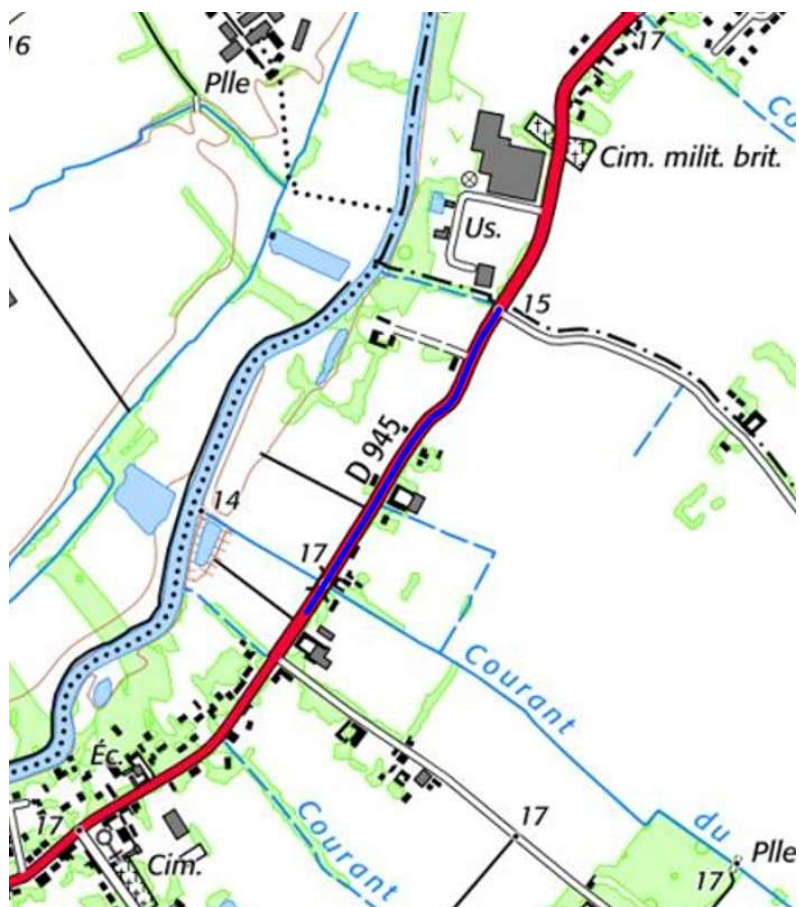 16
17
Plle
Co
Cim. milit. brit.
Us.
15
D 945
14
17
Courant
Éc.
17
Cim.
Courant
17
du
Plle
17